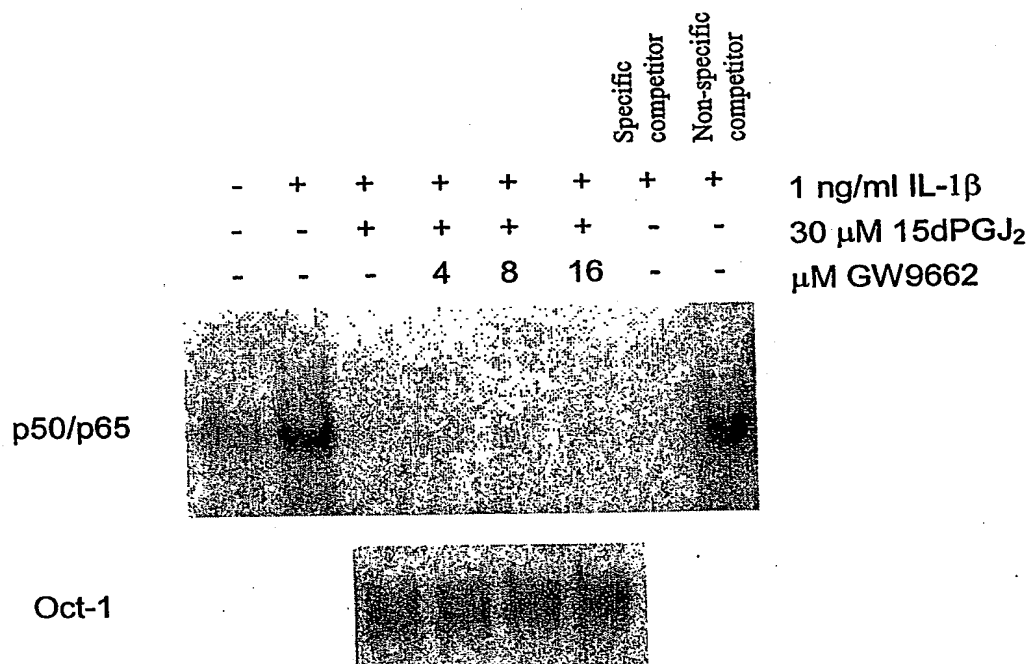 Specific competitor
Non-specific competitor
- + + + + + + + 1 ng/ml IL-1β
- - + + + + - - 30 μM 15dPGJ₂
- - - 4 8 16 - - μM GW9662
p50/p65
Oct-1